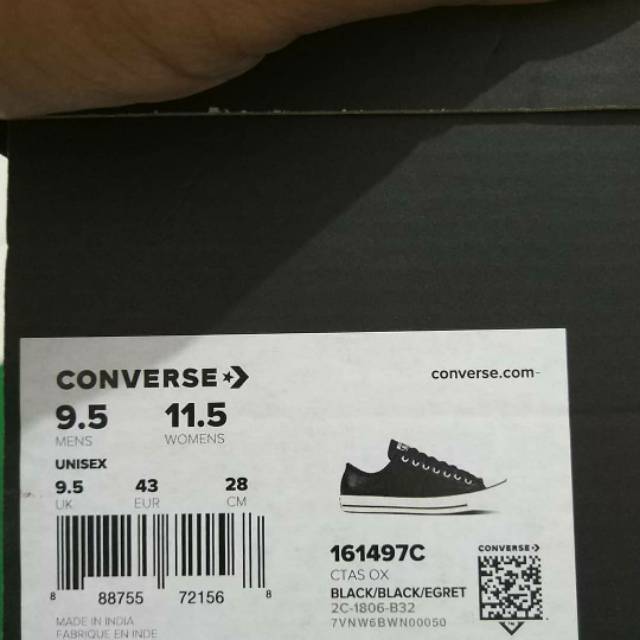 CONVERSE
converse.com
9.5 11.5
MENS WOMENS
UNISEX
9.5 43 28
UK EUR CM
8 88755 72156 8
161497C
CTAS OX
BLACK/BLACK/EGRET
2C-1806-B32
7VNW6BWN00050
CONVERSE
MADE IN INDIA
FABRIQUE EN INDE